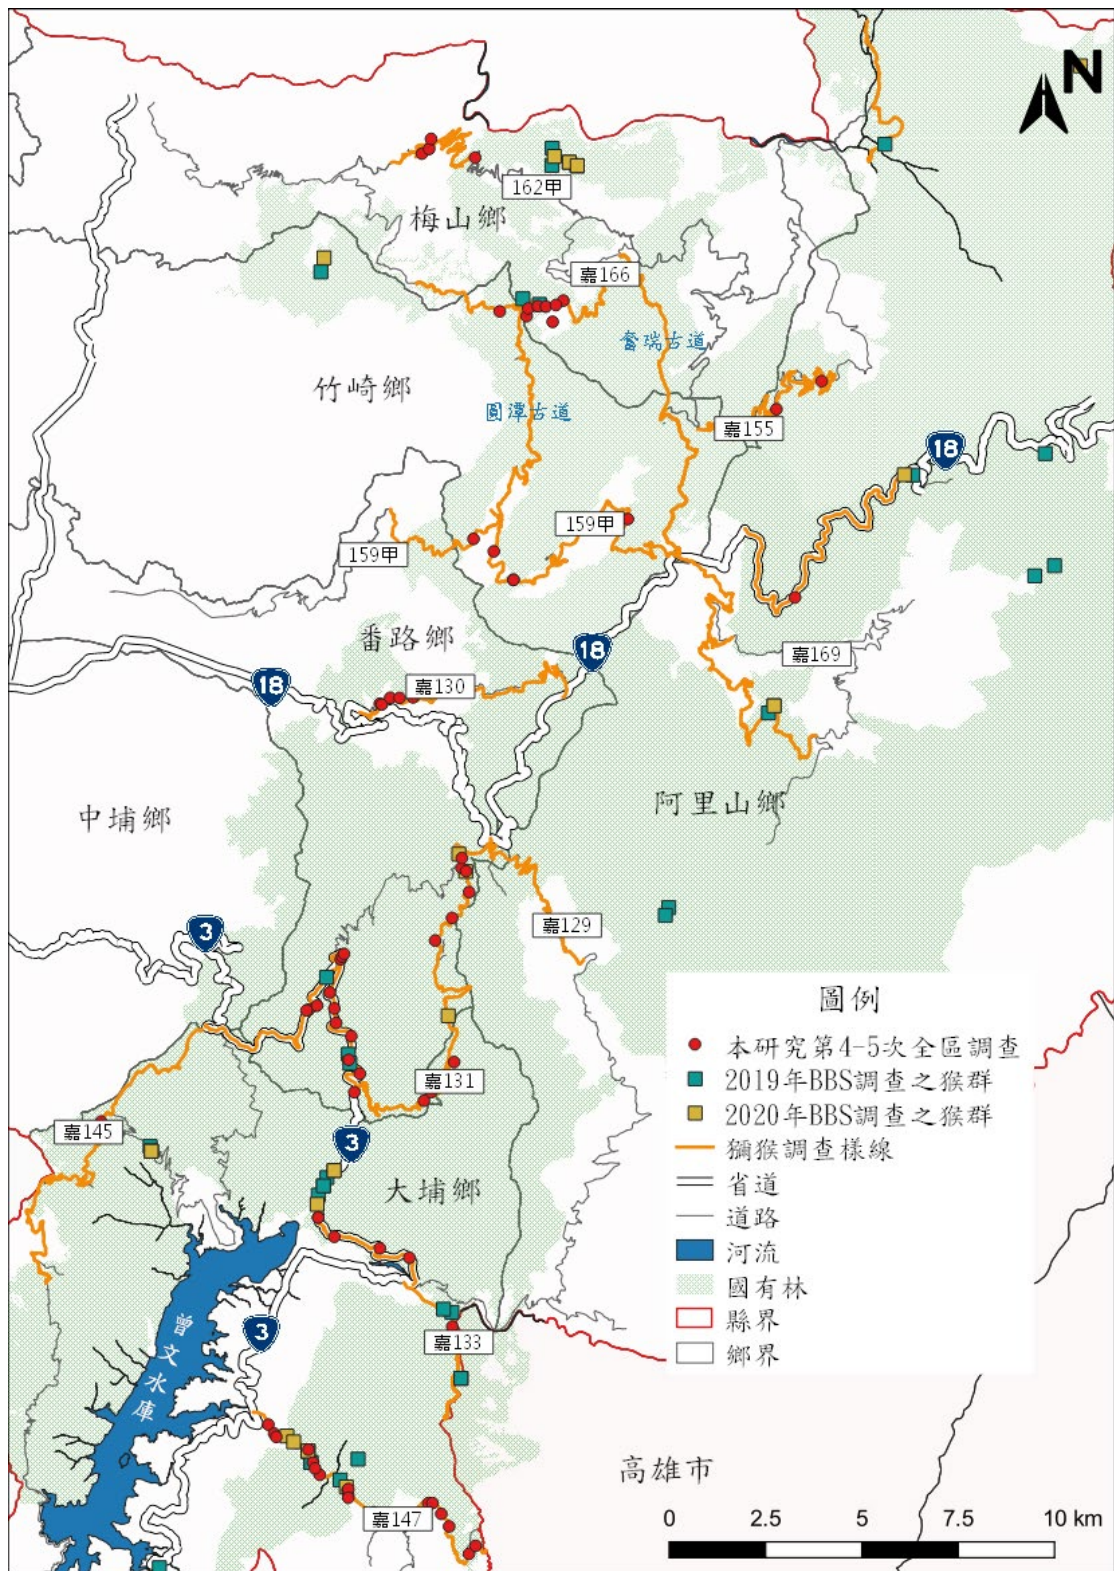 N
162甲
梅山鄉
嘉166
奮瑞古道
竹崎鄉
圓潭古道
嘉155
18
159甲
159甲
番路鄉
18
嘉169
18
嘉130
阿里山鄉
中埔鄉
3
嘉129
圖例
本研究第4-5次全區調查
2019年BBS調查之猴群
2020年BBS調查之猴群
獼猴調查樣線
省道
道路
河流
國有林
縣界
鄉界
嘉131
嘉145
3
大埔鄉
3
嘉133
曾文水庫
高雄市
嘉147
0 2.5 5 7.5 10 km